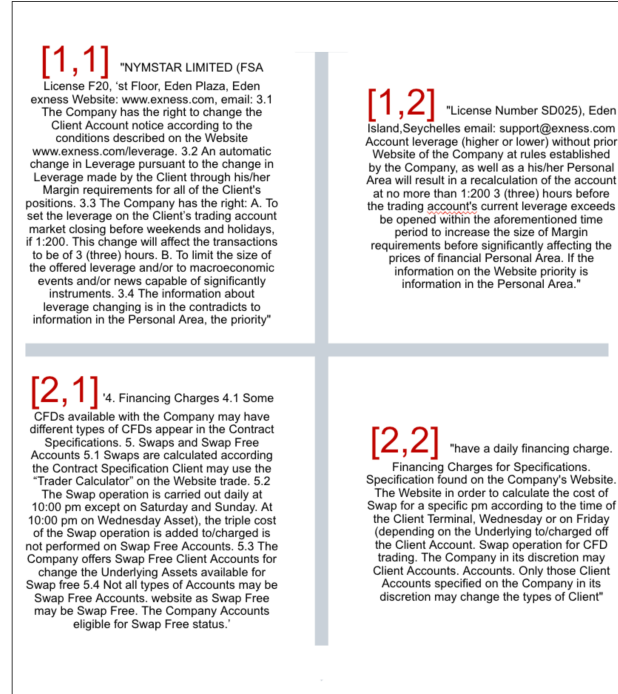 [1,1] "NYMSTAR LIMITED (FSA
License F20, ‘st Floor, Eden Plaza, Eden
exness Website: www.exness.com, email: 3.1
The Company has the right to change the
Client Account notice according to the
conditions described on the Website
www.exness.com/leverage. 3.2 An automatic
change in Leverage pursuant to the change in
Leverage made by the Client through his/her
Margin requirements for all of the Client's
positions. 3.3 The Company has the right: A. To
set the leverage on the Client’s trading account
market closing before weekends and holidays,
if 1:200. This change will affect the transactions
to be of 3 (three) hours. B. To limit the size of
the offered leverage and/or to macroeconomic
events and/or news capable of significantly
instruments. 3.4 The information about
leverage changing is in the contradicts to
information in the Personal Area, the priority"
[1,2] "License Number SD025), Eden
Island,Seychelles email: support@exness.com
Account leverage (higher or lower) without prior
Website of the Company at rules established
by the Company, as well as a his/her Personal
Area will result in a recalculation of the account
at no more than 1:200 3 (three) hours before
the trading account's current leverage exceeds
be opened within the aforementioned time
period to increase the size of Margin
requirements before significantly affecting the
prices of financial Personal Area. If the
information on the Website priority is
information in the Personal Area."
[2,1] '4. Financing Charges 4.1 Some
CFDs available with the Company may have
different types of CFDs appear in the Contract
Specifications. 5. Swaps and Swap Free
Accounts 5.1 Swaps are calculated according
the Contract Specification Client may use the
“Trader Calculator” on the Website trade. 5.2
The Swap operation is carried out daily at
10:00 pm except on Saturday and Sunday. At
10:00 pm on Wednesday Asset), the triple cost
of the Swap operation is added to/charged is
not performed on Swap Free Accounts. 5.3 The
Company offers Swap Free Client Accounts for
change the Underlying Assets available for
Swap free 5.4 Not all types of Accounts may be
Swap Free Accounts. website as Swap Free
may be Swap Free. The Company Accounts
eligible for Swap Free status.’
[2,2] "have a daily financing charge.
Financing Charges for Specifications.
Specification found on the Company's Website.
The Website in order to calculate the cost of
Swap for a specific pm according to the time of
the Client Terminal, Wednesday or on Friday
(depending on the Underlying to/charged off
the Client Account. Swap operation for CFD
trading. The Company in its discretion may
Client Accounts. Accounts. Only those Client
Accounts specified on the Company in its
discretion may change the types of Client"